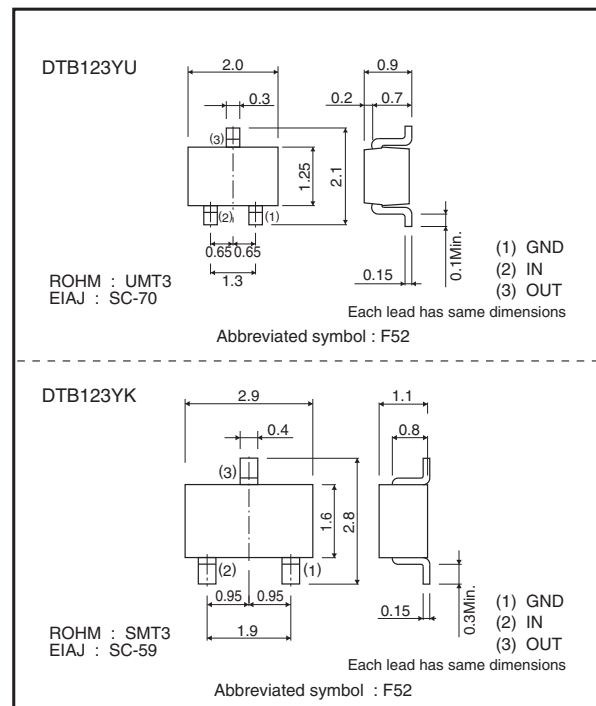 DTB123YU
2.0
0.3
(3)
1.25
2.1
(2)
(1)
0.65 0.65
1.3
0.9
0.2
0.7
0.15
0.1Min.
ROHM : UMT3
EIAJ : SC-70
(1) GND
(2) IN
(3) OUT
Each lead has same dimensions
Abbreviated symbol : F52
DTB123YK
2.9
0.4
(3)
1.6
2.8
(2)
(1)
0.95 0.95
1.9
1.1
0.8
0.15
0.3Min.
ROHM : SMT3
EIAJ : SC-59
(1) GND
(2) IN
(3) OUT
Each lead has same dimensions
Abbreviated symbol : F52